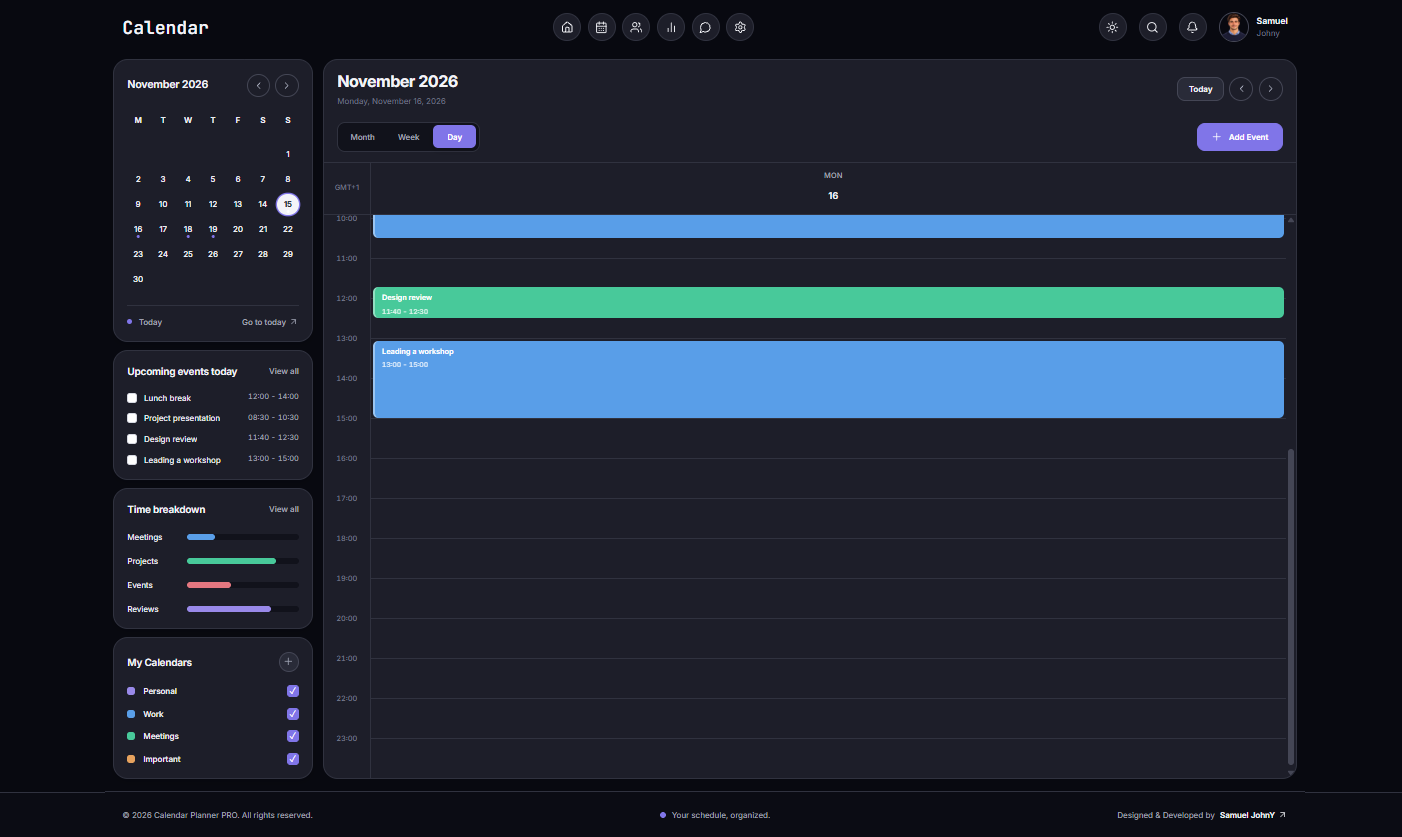 Calendar
Samuel
Johny
November 2026
M T W T F S S
1
2 3 4 5 6 7 8
9 10 11 12 13 14 15
16 17 18 19 20 21 22
23 24 25 26 27 28 29
30
Today Go to today
Upcoming events today View all
Lunch break 12:00 - 14:00
Project presentation 08:30 - 10:30
Design review 11:40 - 12:30
Leading a workshop 13:00 - 15:00
Time breakdown View all
Meetings
Projects
Events
Reviews
My Calendars
Personal
Work
Meetings
Important
November 2026
Monday, November 16, 2026
Today
Month Week Day
Add Event
GMT+1
MON
16
10:00
11:00
12:00
Design review
11:40 - 12:30
13:00
Leading a workshop
13:00 - 15:00
14:00
15:00
16:00
17:00
18:00
19:00
20:00
21:00
22:00
23:00
© 2026 Calendar Planner PRO. All rights reserved.
Your schedule, organized.
Designed & Developed by Samuel JohnY